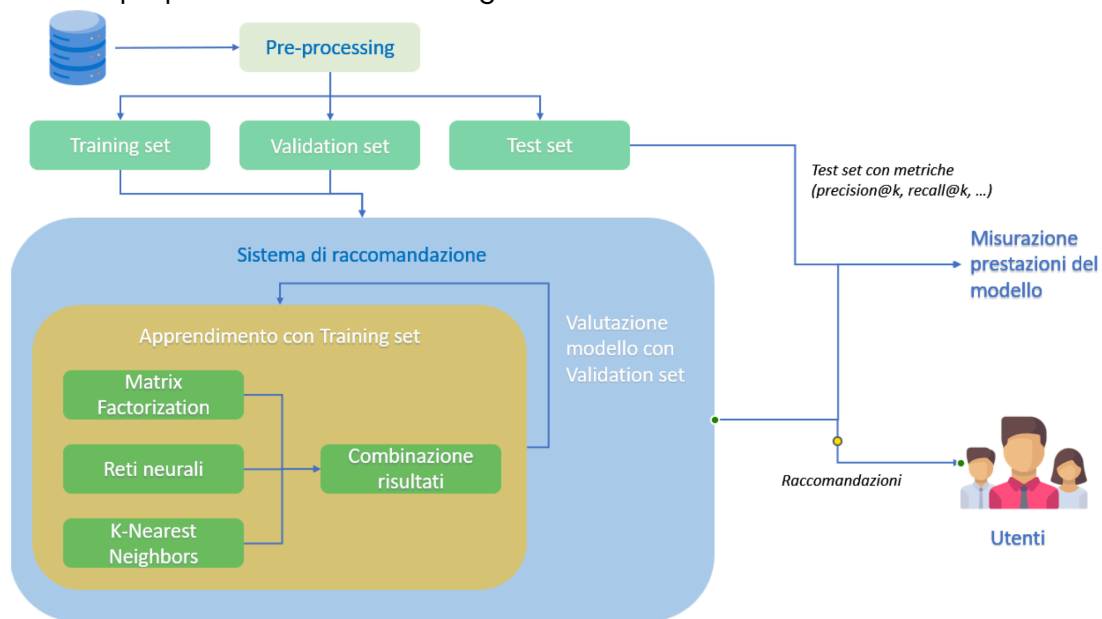 Pre-processing
Training set
Validation set
Test set
Test set con metriche
(precision@k, recall@k, ...)
Misurazione
prestazioni del
modello
Sistema di raccomandazione
Valutazione
modello con
Validation set
Apprendimento con Training set
Matrix
Factorization
Reti neurali
K-Nearest
Neighbors
Combinazione
risultati
Raccomandazioni
Utenti